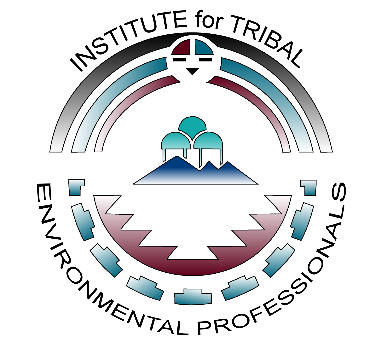 INSTITUTE for TRIBAL
ENVIRONMENTAL PROFESSIONALS